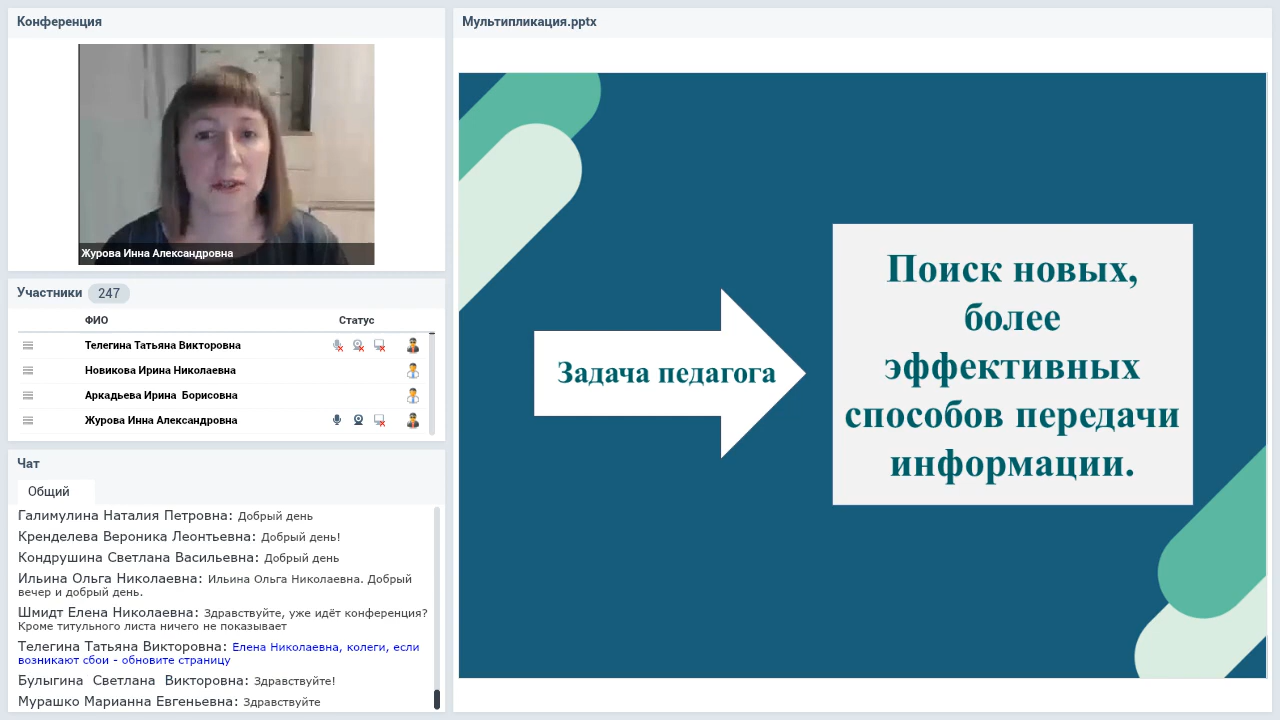 Конференция
Журова Инна Александровна
Участники 247
ФИО Статус
Телегина Татьяна Викторовна
Новикова Ирина Николаевна
Аркадьева Ирина  Борисовна
Журова Инна Александровна
Чат
Общий
Галимулина Наталия Петровна: Добрый день
Кренделева Вероника Леонтьевна: Добрый день!
Кондрушина Светлана Васильевна: Добрый день
Ильина Ольга Николаевна: Ильина Ольга Николаевна. Добрый
вечер и добрый день.
Шмидт Елена Николаевна: Здравствуйте, уже идёт конференция?
Кроме титульного листа ничего не показывает
Телегина Татьяна Викторовна: Елена Николаевна, колеги, если
возникают сбои - обновите страницу
Булыгина  Светлана  Викторовна: Здравствуйте!
Мурашко Марианна Евгеньевна: Здравствуйте
Мультипликация.pptx
Задача педагога
Поиск новых,
более
эффективных
способов передачи
информации.